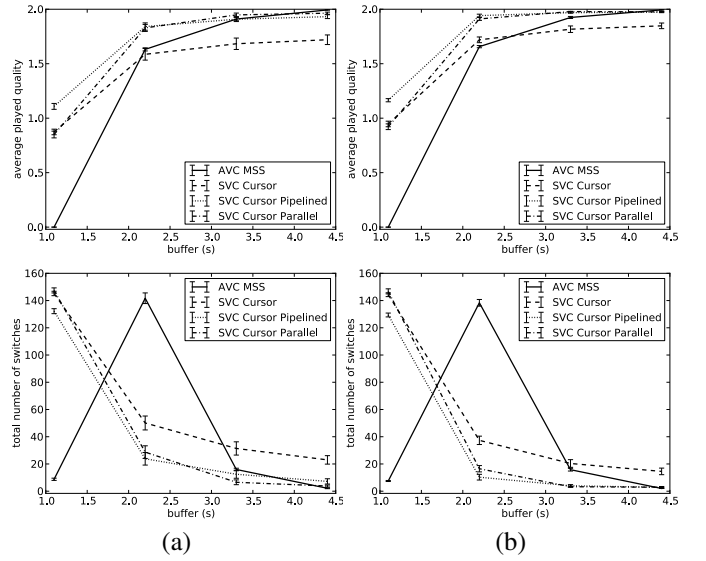 average played quality
2.0
1.5
1.0
0.5
0.0
AVC MSS
SVC Cursor
SVC Cursor Pipelined
SVC Cursor Parallel
1.0 1.5 2.0 2.5 3.0 3.5 4.0 4.5
buffer (s)
average played quality
2.0
1.5
1.0
0.5
0.0
AVC MSS
SVC Cursor
SVC Cursor Pipelined
SVC Cursor Parallel
1.0 1.5 2.0 2.5 3.0 3.5 4.0 4.5
buffer (s)
total number of switches
160
140
120
100
80
60
40
20
0
AVC MSS
SVC Cursor
SVC Cursor Pipelined
SVC Cursor Parallel
1.0 1.5 2.0 2.5 3.0 3.5 4.0 4.5
buffer (s)
total number of switches
160
140
120
100
80
60
40
20
0
AVC MSS
SVC Cursor
SVC Cursor Pipelined
SVC Cursor Parallel
1.0 1.5 2.0 2.5 3.0 3.5 4.0 4.5
buffer (s)
(a) (b)